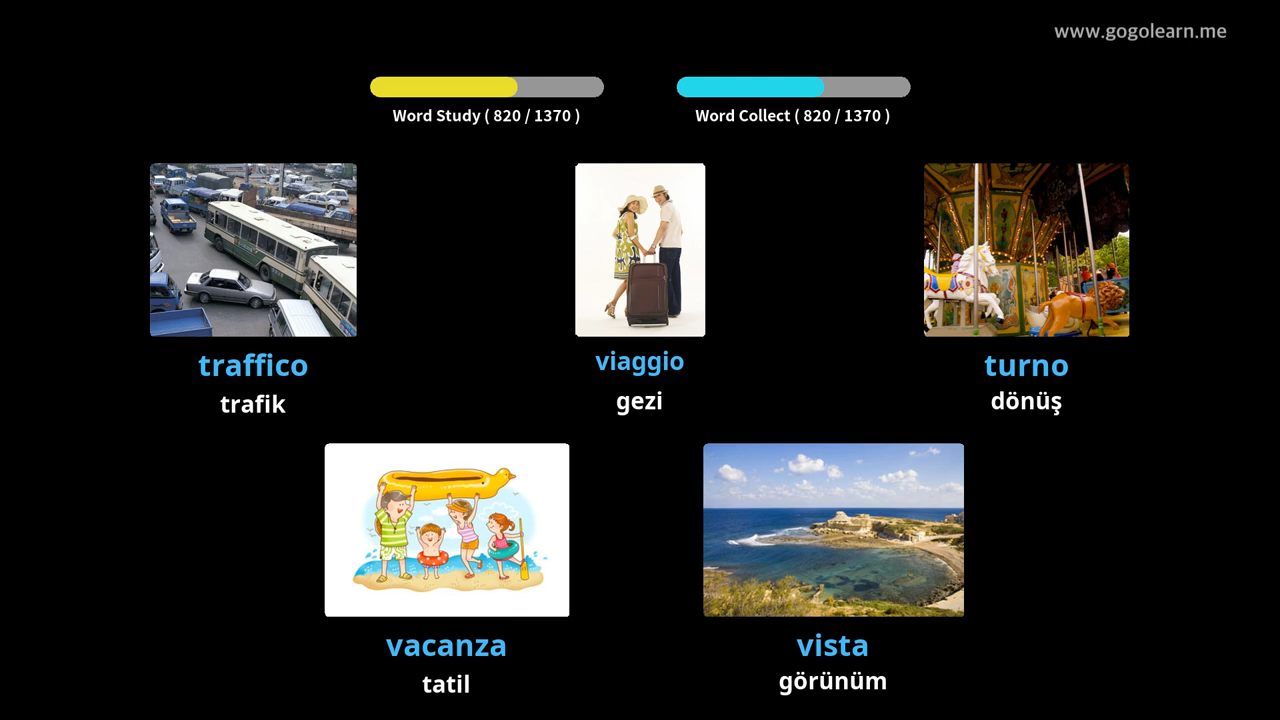 www.gogolearn.me
Word Study ( 820 / 1370 )
Word Collect ( 820 / 1370 )
traffico
trafik
viaggio
gezi
turno
dönüş
vacanza
tatil
vista
görünüm